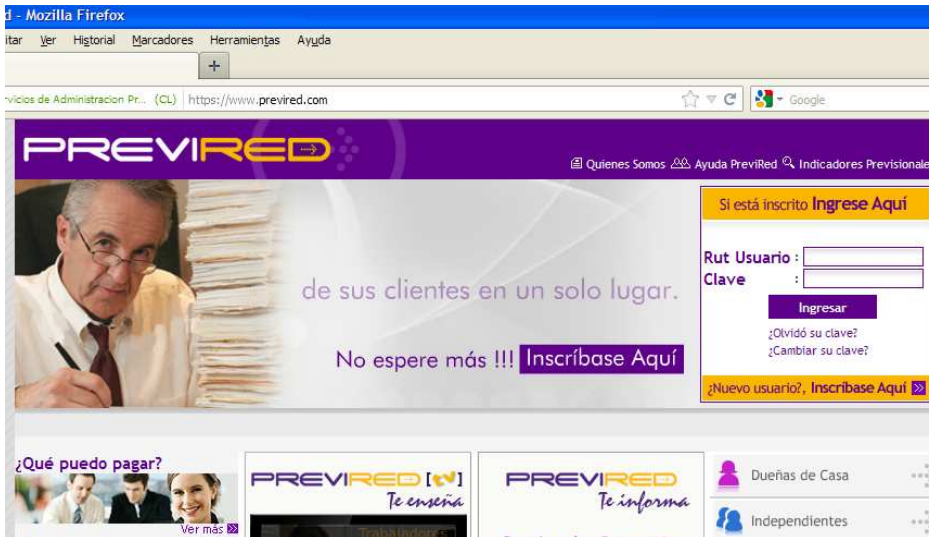 d - Mozilla Firefox
itar Ver Historial Marcadores Herramientas Ayuda
+
rvicios de Administracion Pr... (CL) https://www.previred.com Google
PREVIRED
Quienes Somos Ayuda PreviRed Indicadores Previsionale
Si está inscrito Ingrese Aquí
Rut Usuario :
Clave :
Ingresar
¿Olvidó su clave?
¿Cambiar su clave?
¿Nuevo usuario?, Inscríbase Aquí
de sus clientes en un solo lugar.
No espere más !!! Inscríbase Aquí
¿Qué puedo pagar?
Ver más
PREVIRED [tv]
Te enseña
Trabajadores
PREVIRED
Te informa
Dueñas de Casa
Independientes